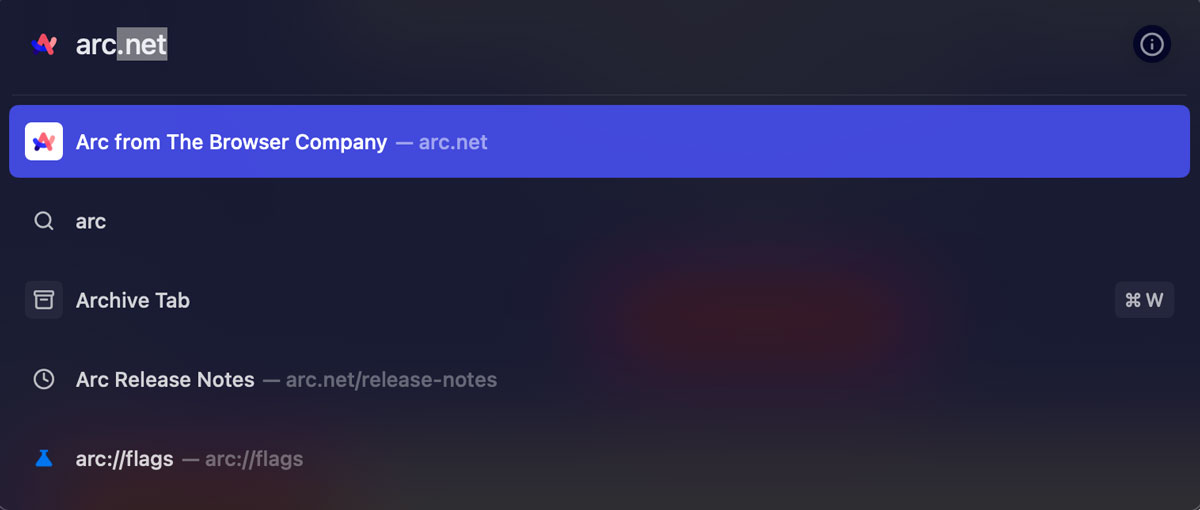 arc.net
Arc from The Browser Company — arc.net
arc
Archive Tab ⌘ W
Arc Release Notes — arc.net/release-notes
arc://flags — arc://flags